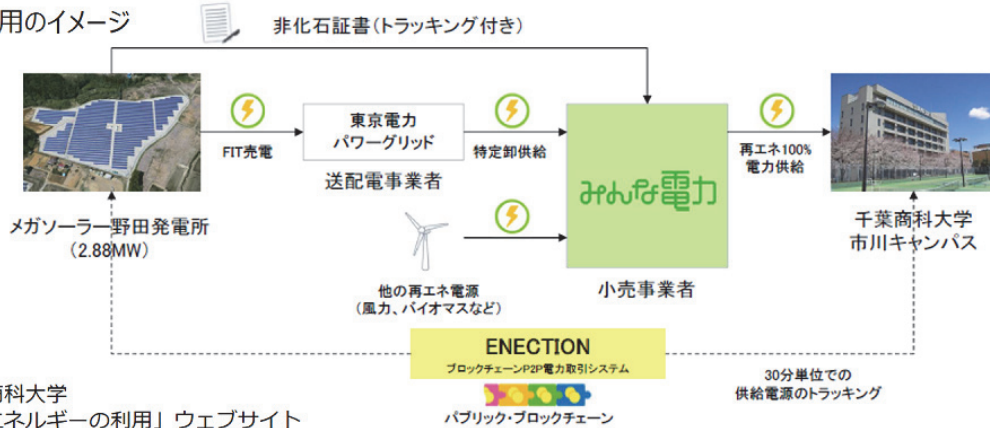 用のイメージ
非化石証書(トラッキング付き)
FIT売電
東京電力
パワーグリッド
送配電事業者
特定卸供給
みんな電力
小売事業者
再エネ100%
電力供給
メガソーラー野田発電所
(2.88MW)
千葉商科大学
市川キャンパス
他の再エネ電源
(風力、バイオマスなど)
ENECTION
ブロックチェーンP2P電力取引システム
パブリック・ブロックチェーン
30分単位での
供給電源のトラッキング
商科大学
エネルギーの利用」ウェブサイト